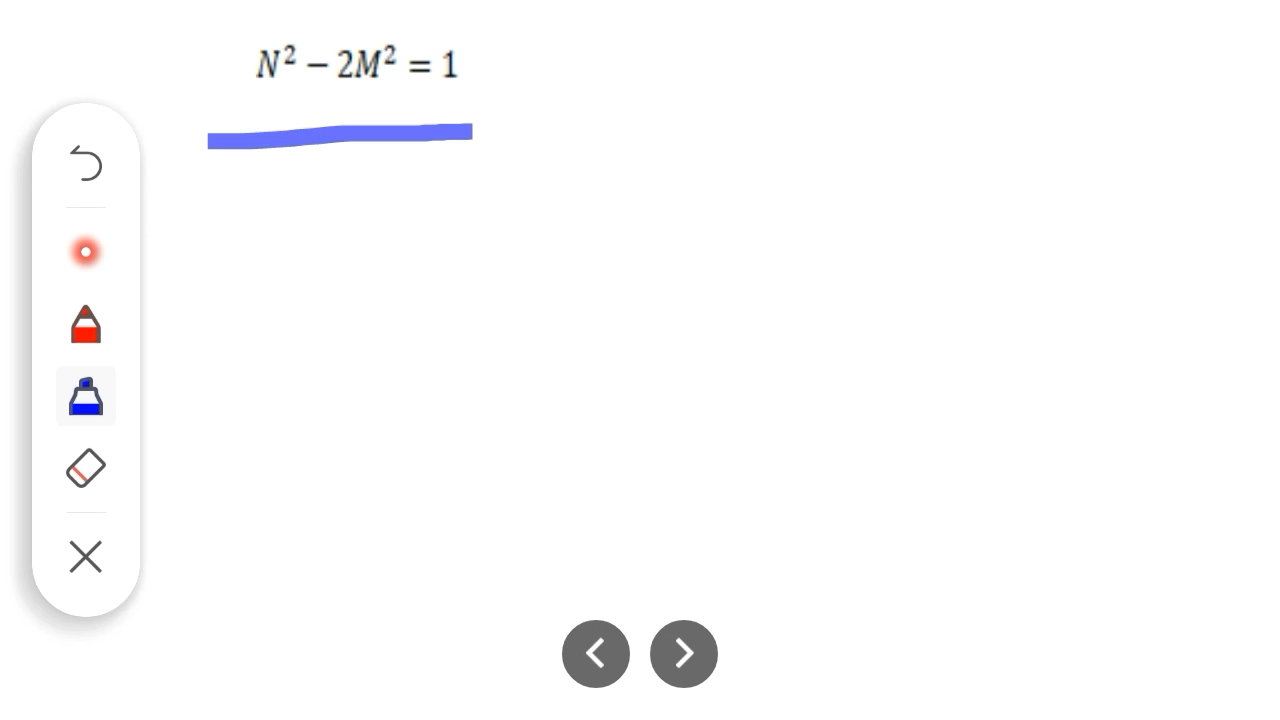 N² − 2M² = 1